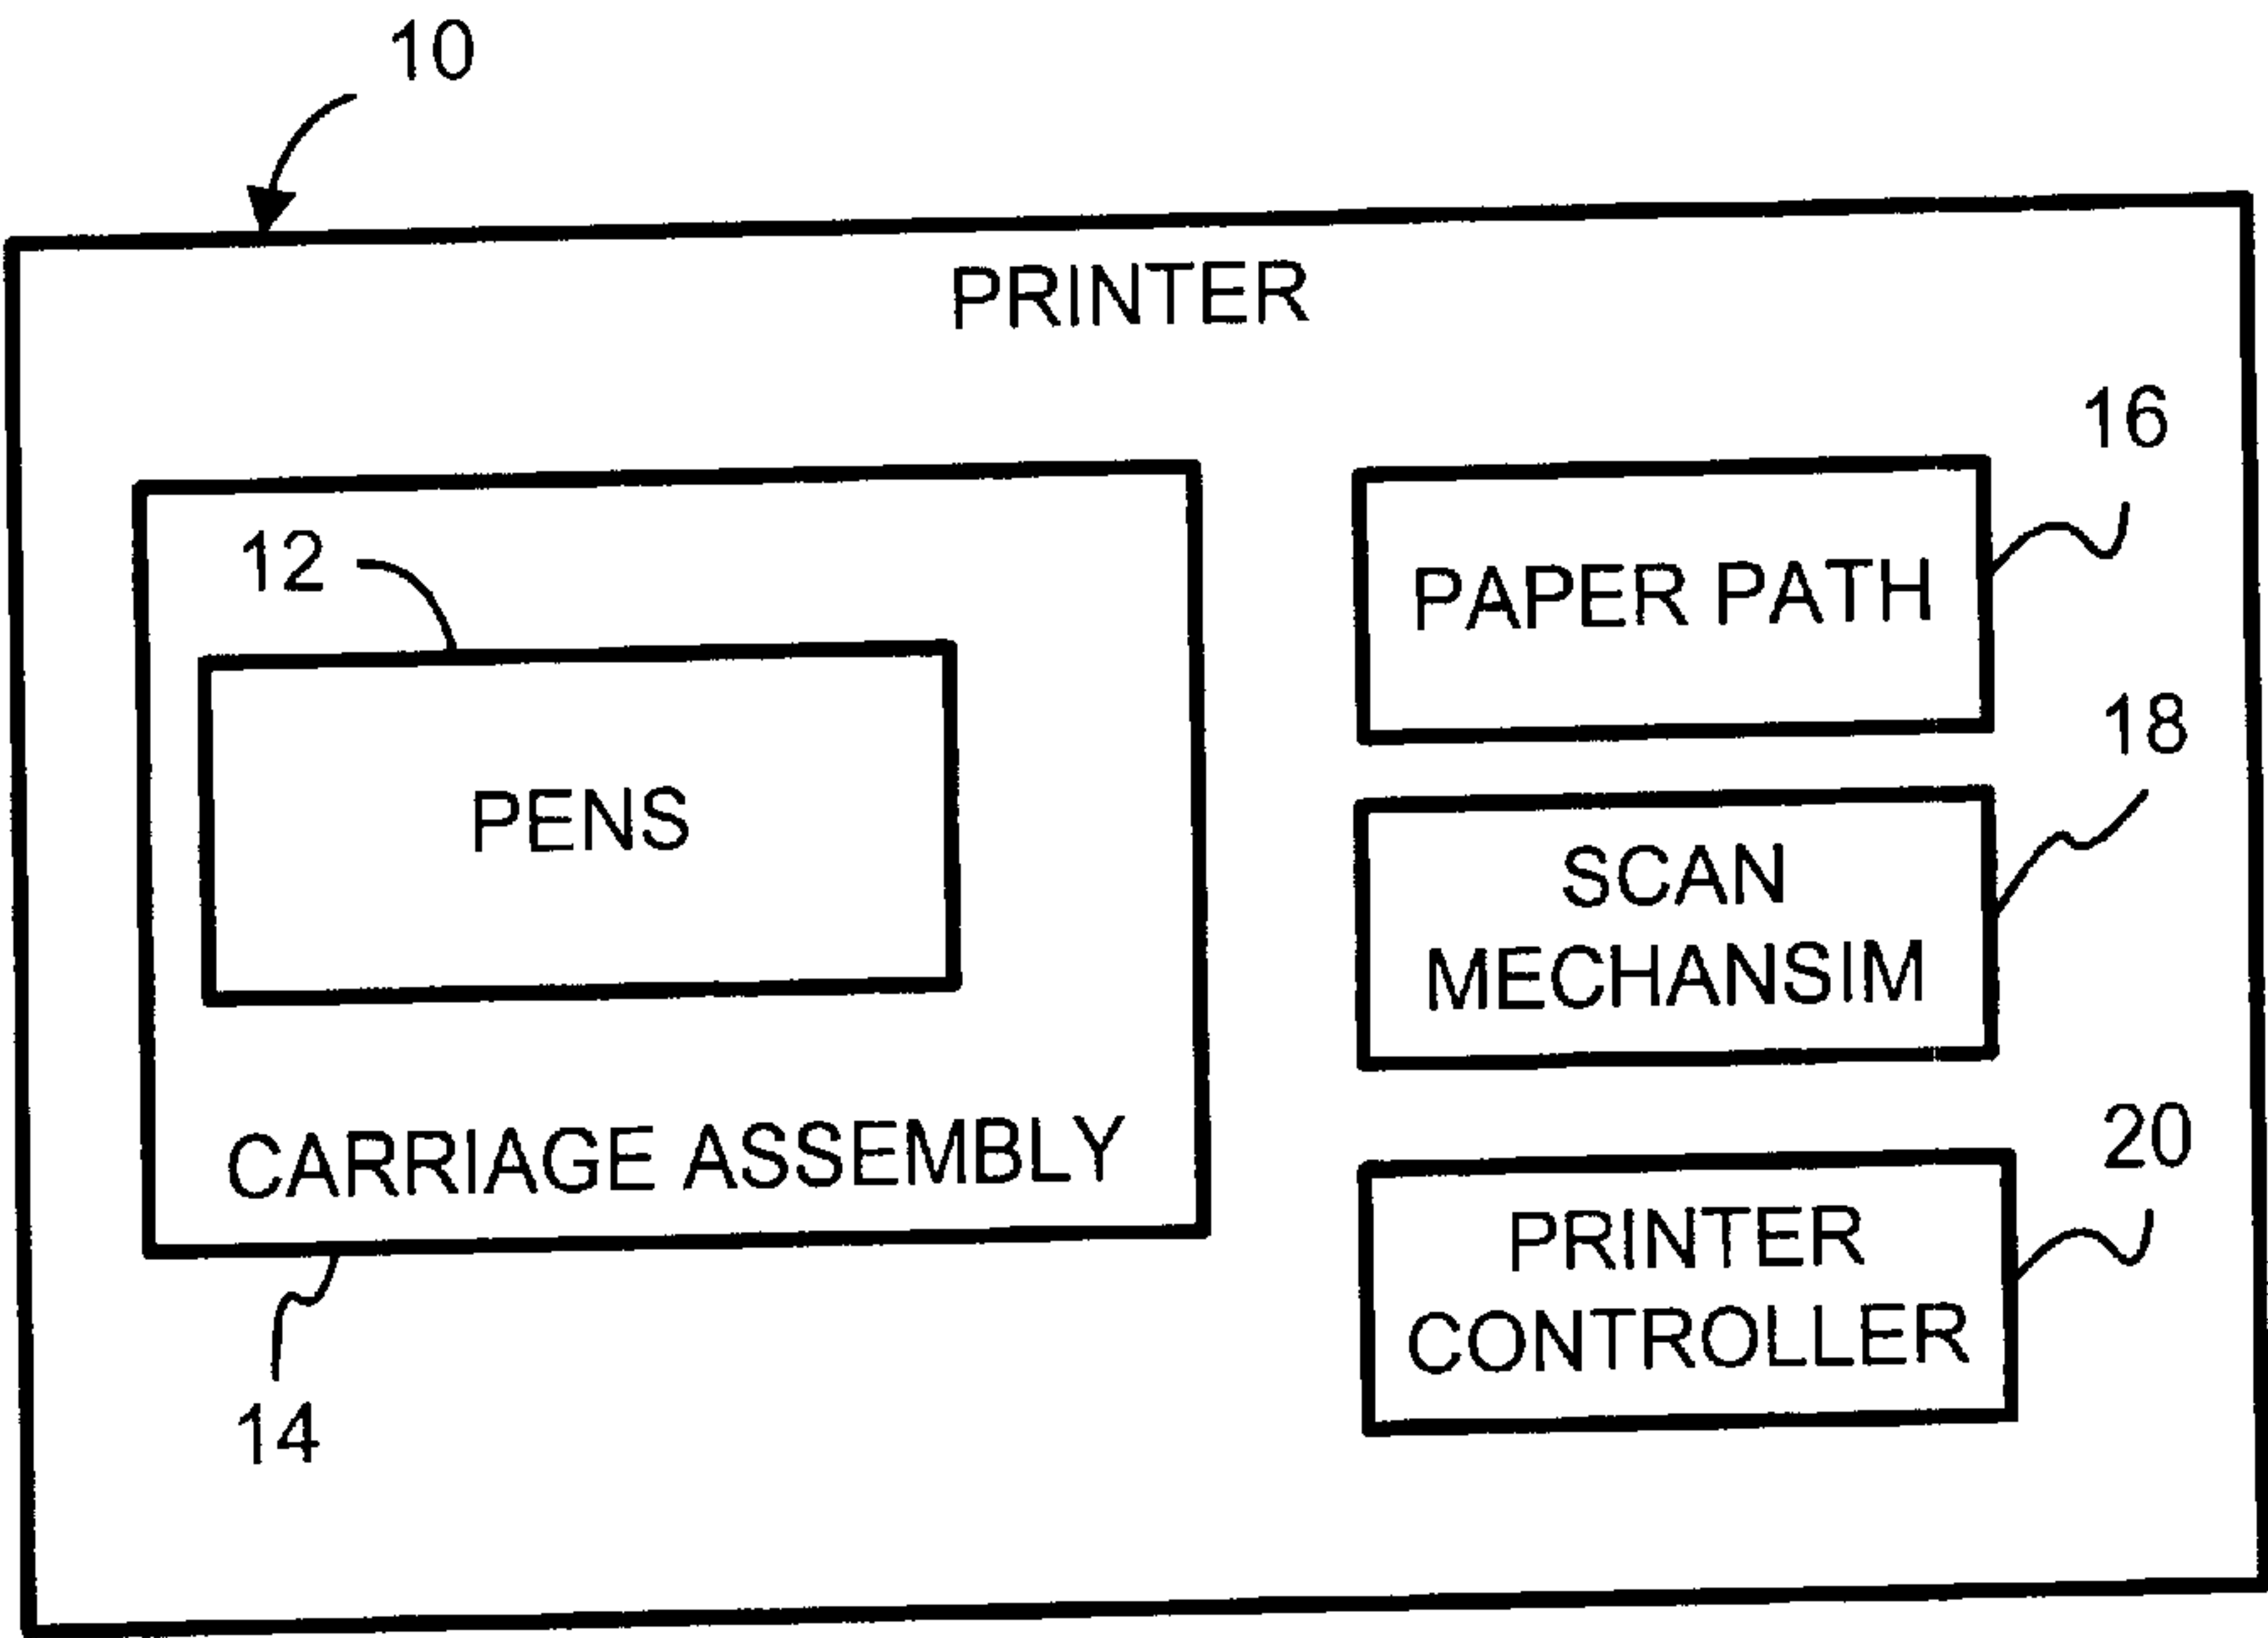 10
PRINTER
12
PENS
CARRIAGE ASSEMBLY
14
16
PAPER PATH
18
SCAN
MECHANSIM
20
PRINTER
CONTROLLER